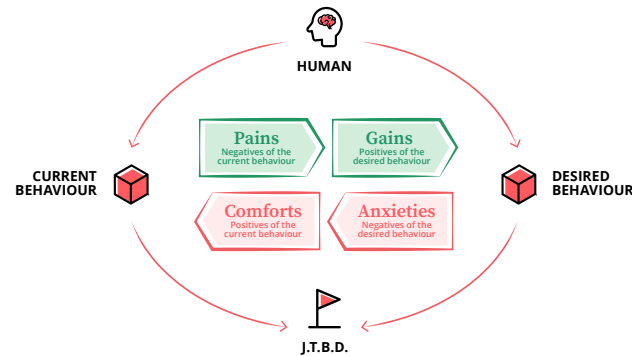 HUMAN
Pains
Negatives of the
current behaviour
Gains
Positives of the
desired behaviour
CURRENT
BEHAVIOUR
DESIRED
BEHAVIOUR
Comforts
Positives of the
current behaviour
Anxieties
Negatives of the
desired behaviour
J.T.B.D.